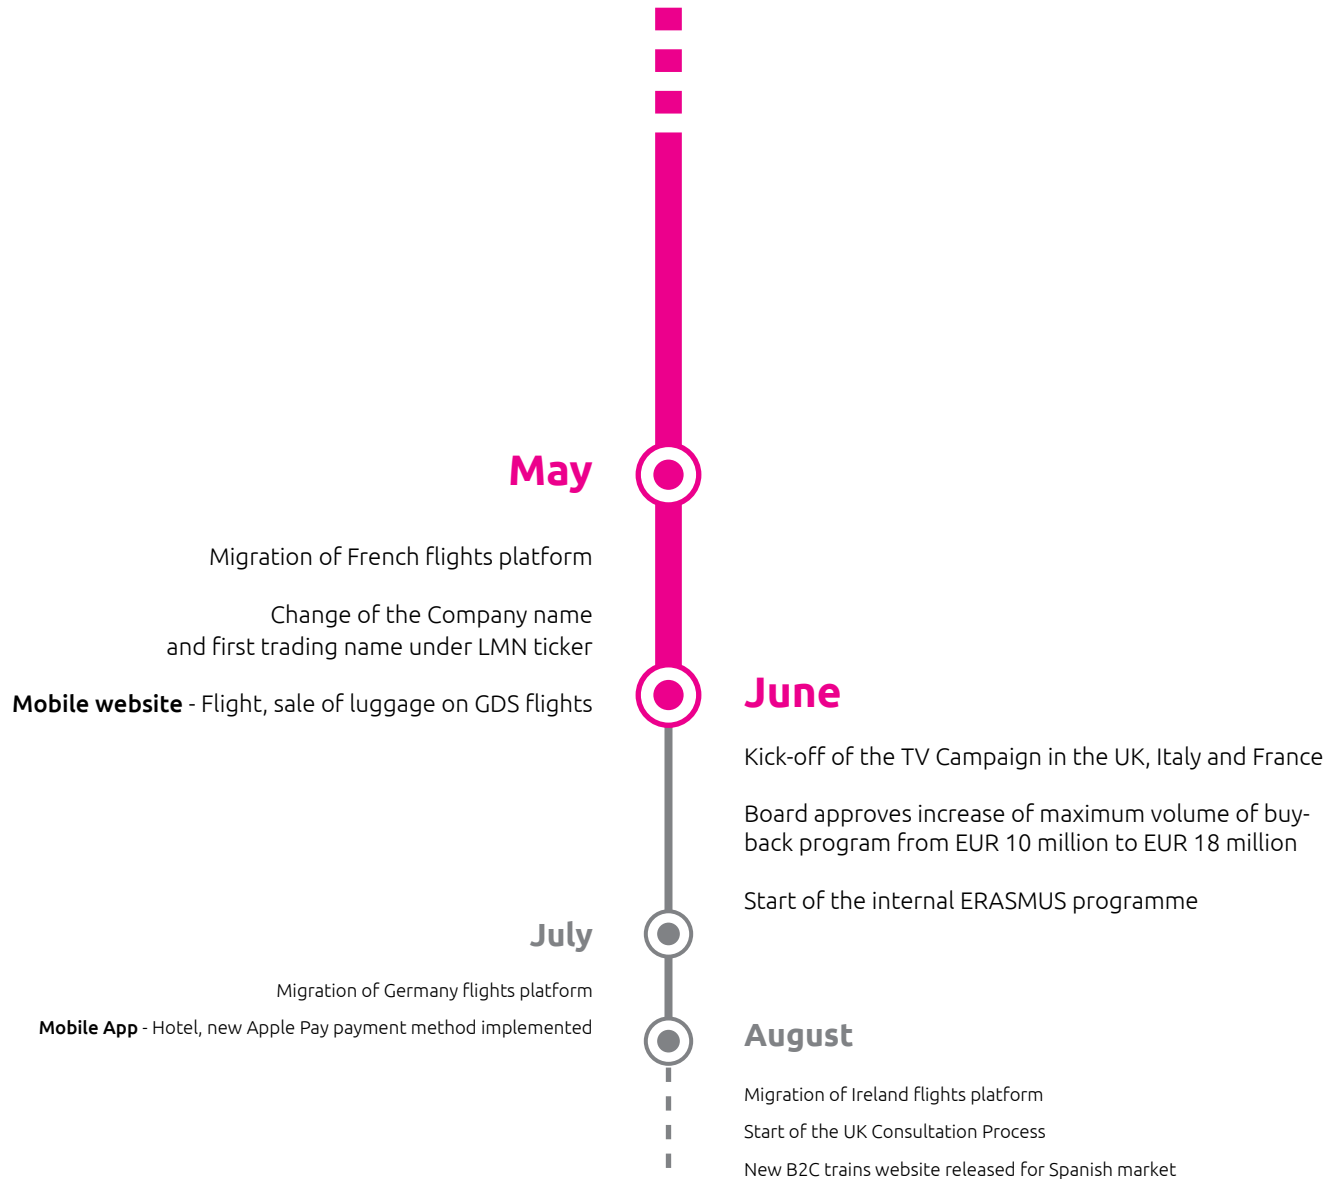 May
Migration of French flights platform
Change of the Company name
and first trading name under LMN ticker
Mobile website - Flight, sale of luggage on GDS flights
June
Kick-off of the TV Campaign in the UK, Italy and France
Board approves increase of maximum volume of buy-
back program from EUR 10 million to EUR 18 million
Start of the internal ERASMUS programme
July
Migration of Germany flights platform
Mobile App - Hotel, new Apple Pay payment method implemented
August
Migration of Ireland flights platform
Start of the UK Consultation Process
New B2C trains website released for Spanish market